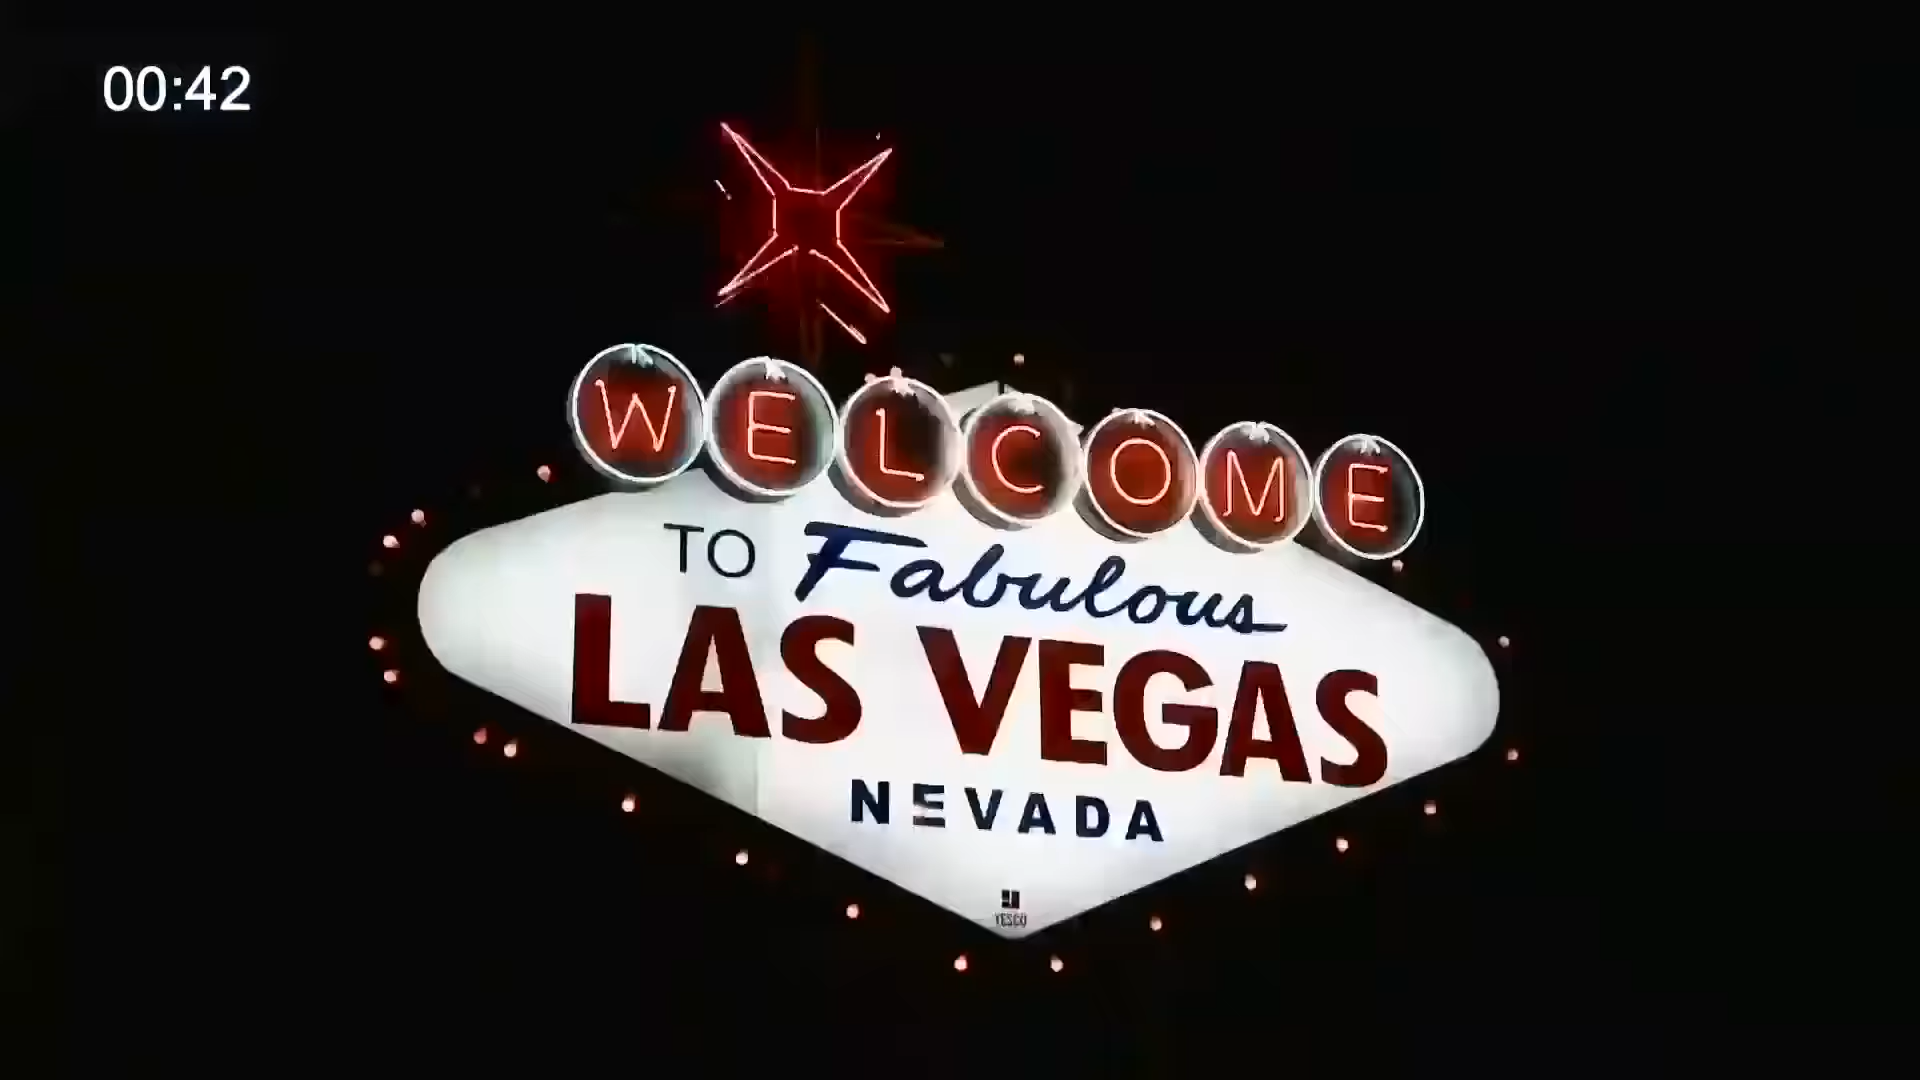 00:42
WELCOME
TO Fabulous
LAS VEGAS
NEVADA
YESCO